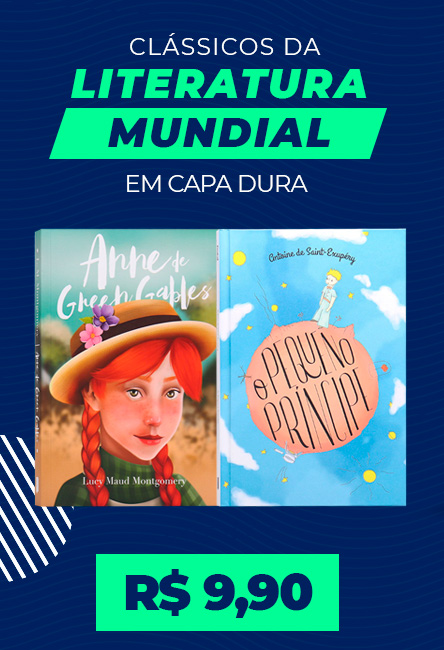 CLÁSSICOS DA
LITERATURA
MUNDIAL
EM CAPA DURA
Anne de
Green Gables
Lucy Maud Montgomery
Antoine de Saint-Exupéry
O PEQUENO
PRÍNCIPE
R$ 9,90